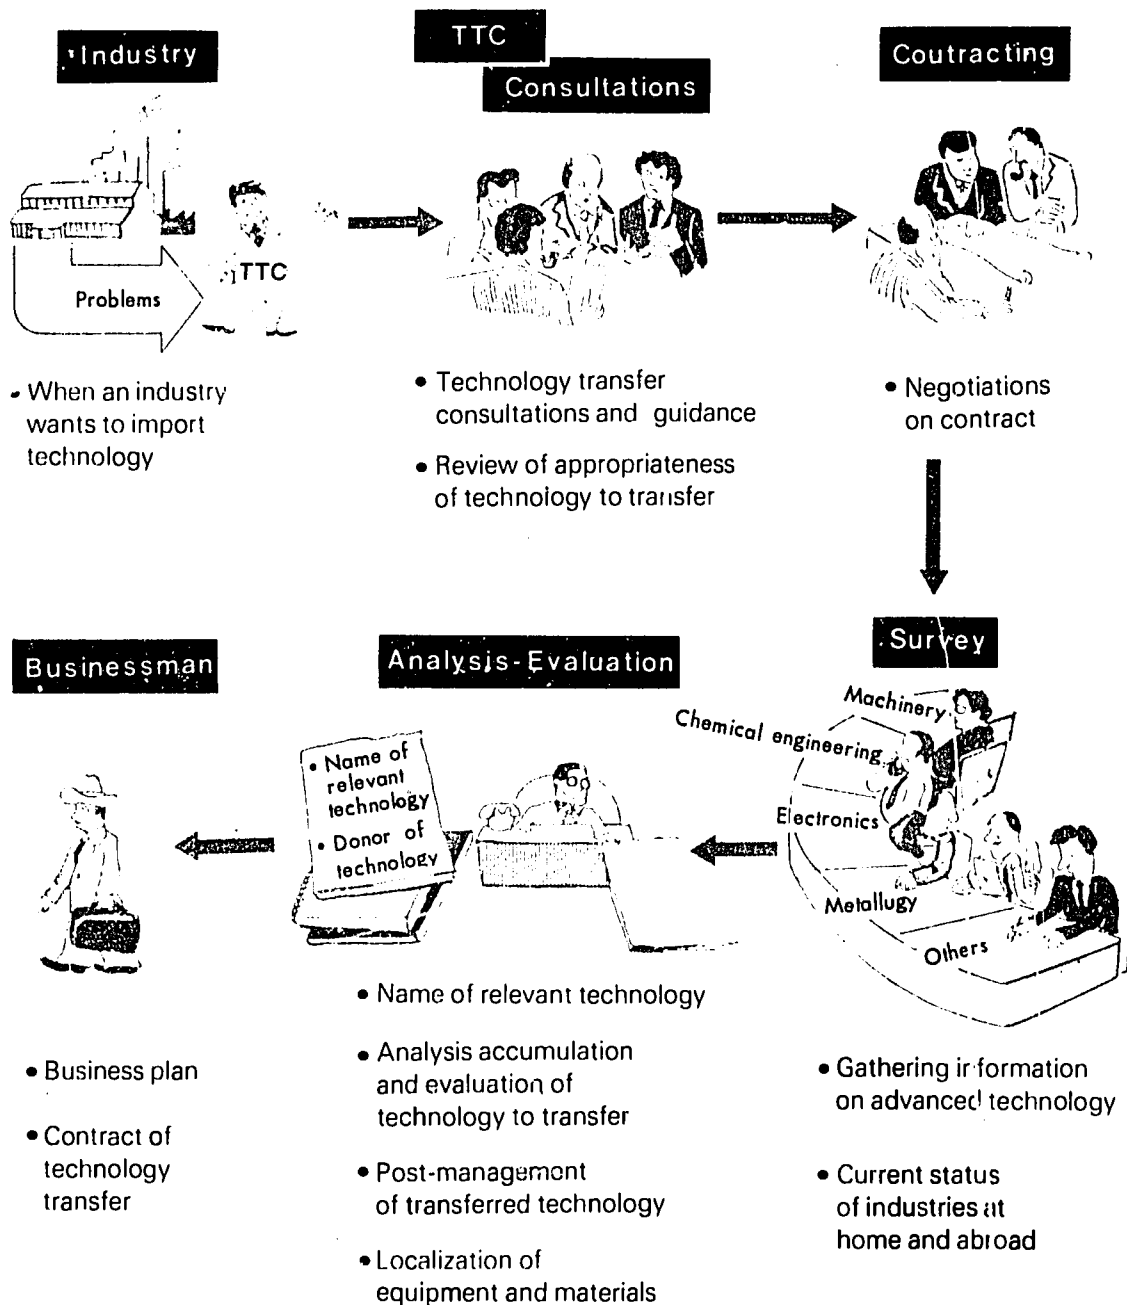 Industry
TTC
Consultations
Coutracting
TTC
Problems
• When an industry
wants to import
technology
• Technology transfer
consultations and guidance
• Review of appropriateness
of technology to transfer
• Negotiations
on contract
Businessman
Analysis-Evaluation
Survey
• Name of
relevant
technology
• Donor of
technology
Machinery
Chemical engineering
Electronics
Metallugy
Others
• Business plan
• Contract of
technology
transfer
• Name of relevant technology
• Analysis accumulation
and evaluation of
technology to transfer
• Post-management
of transferred technology
• Localization of
equipment and materials
• Gathering information
on advanced technology
• Current status
of industries at
home and abroad